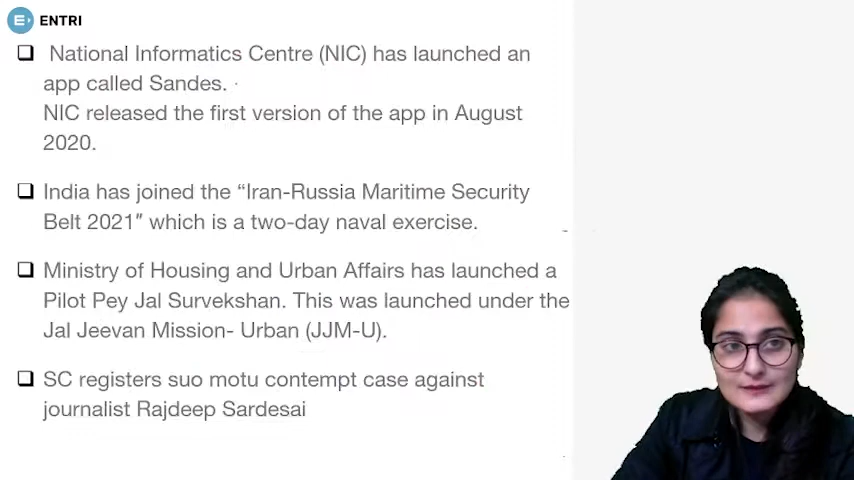 ENTRI
National Informatics Centre (NIC) has launched an
app called Sandes.
NIC released the first version of the app in August
2020.
India has joined the “Iran-Russia Maritime Security
Belt 2021” which is a two-day naval exercise.
Ministry of Housing and Urban Affairs has launched a
Pilot Pey Jal Survekshan. This was launched under the
Jal Jeevan Mission- Urban (JJM-U).
SC registers suo motu contempt case against
journalist Rajdeep Sardesai